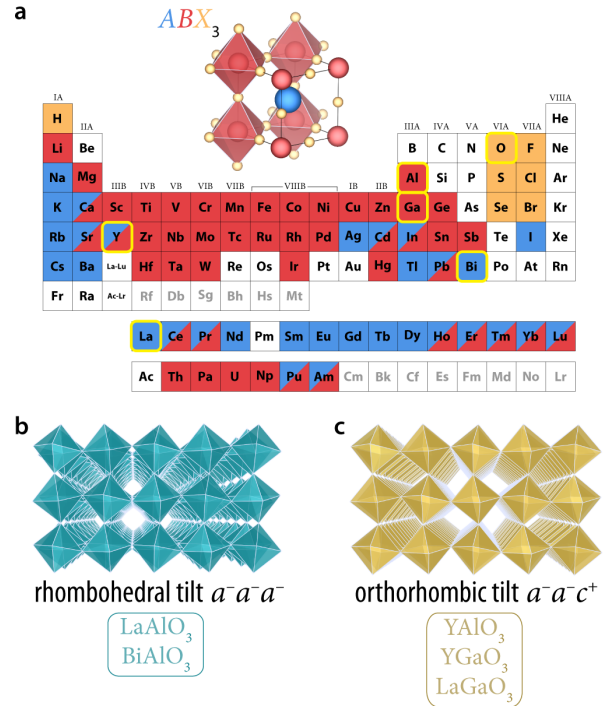 a
ABX3
IA IIA IIIB IVB VB VIB VIIB VIIIB IB IIB IIIA IVA VA VIA VIIA VIIIA
H He
Li Be B C N O F Ne
Na Mg Al Si P S Cl Ar
K Ca Sc Ti V Cr Mn Fe Co Ni Cu Zn Ga Ge As Se Br Kr
Rb Sr Y Zr Nb Mo Tc Ru Rh Pd Ag Cd In Sn Sb Te I Xe
Cs Ba La-Lu Hf Ta W Re Os Ir Pt Au Hg Tl Pb Bi Po At Rn
Fr Ra Ac-Lr Rf Db Sg Bh Hs Mt
La Ce Pr Nd Pm Sm Eu Gd Tb Dy Ho Er Tm Yb Lu
Ac Th Pa U Np Pu Am Cm Bk Cf Es Fm Md No Lr
b
rhombohedral tilt a⁻a⁻a⁻
LaAlO3
BiAlO3
c
orthorhombic tilt a⁻a⁻c⁺
YAlO3
YGaO3
LaGaO3